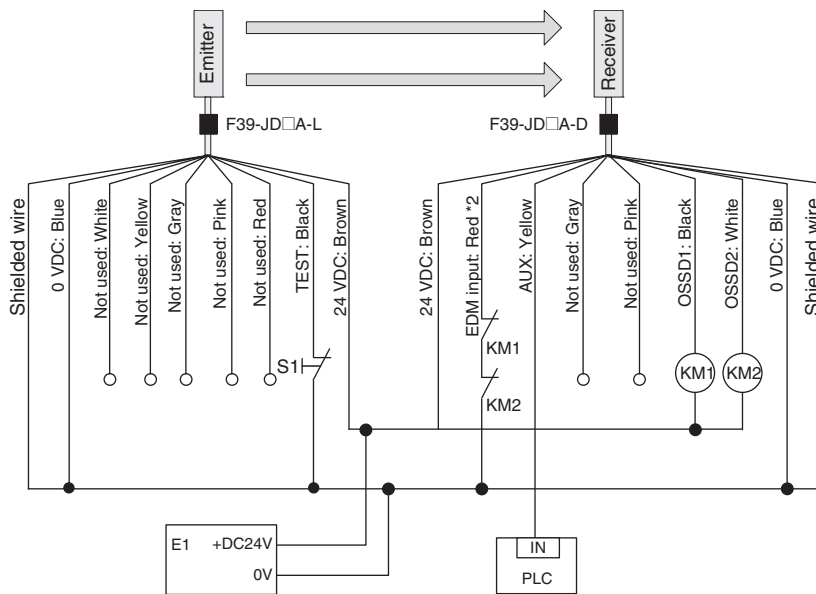 Emitter
Receiver
F39-JD□A-L
F39-JD□A-D
Shielded wire
0 VDC: Blue
Not used: White
Not used: Yellow
Not used: Gray
Not used: Pink
Not used: Red
TEST: Black
24 VDC: Brown
24 VDC: Brown
EDM input: Red *2
AUX: Yellow
Not used: Gray
Not used: Pink
OSSD1: Black
OSSD2: White
0 VDC: Blue
Shielded wire
S1
KM1
KM2
KM1
KM2
E1
+DC24V
0V
IN
PLC